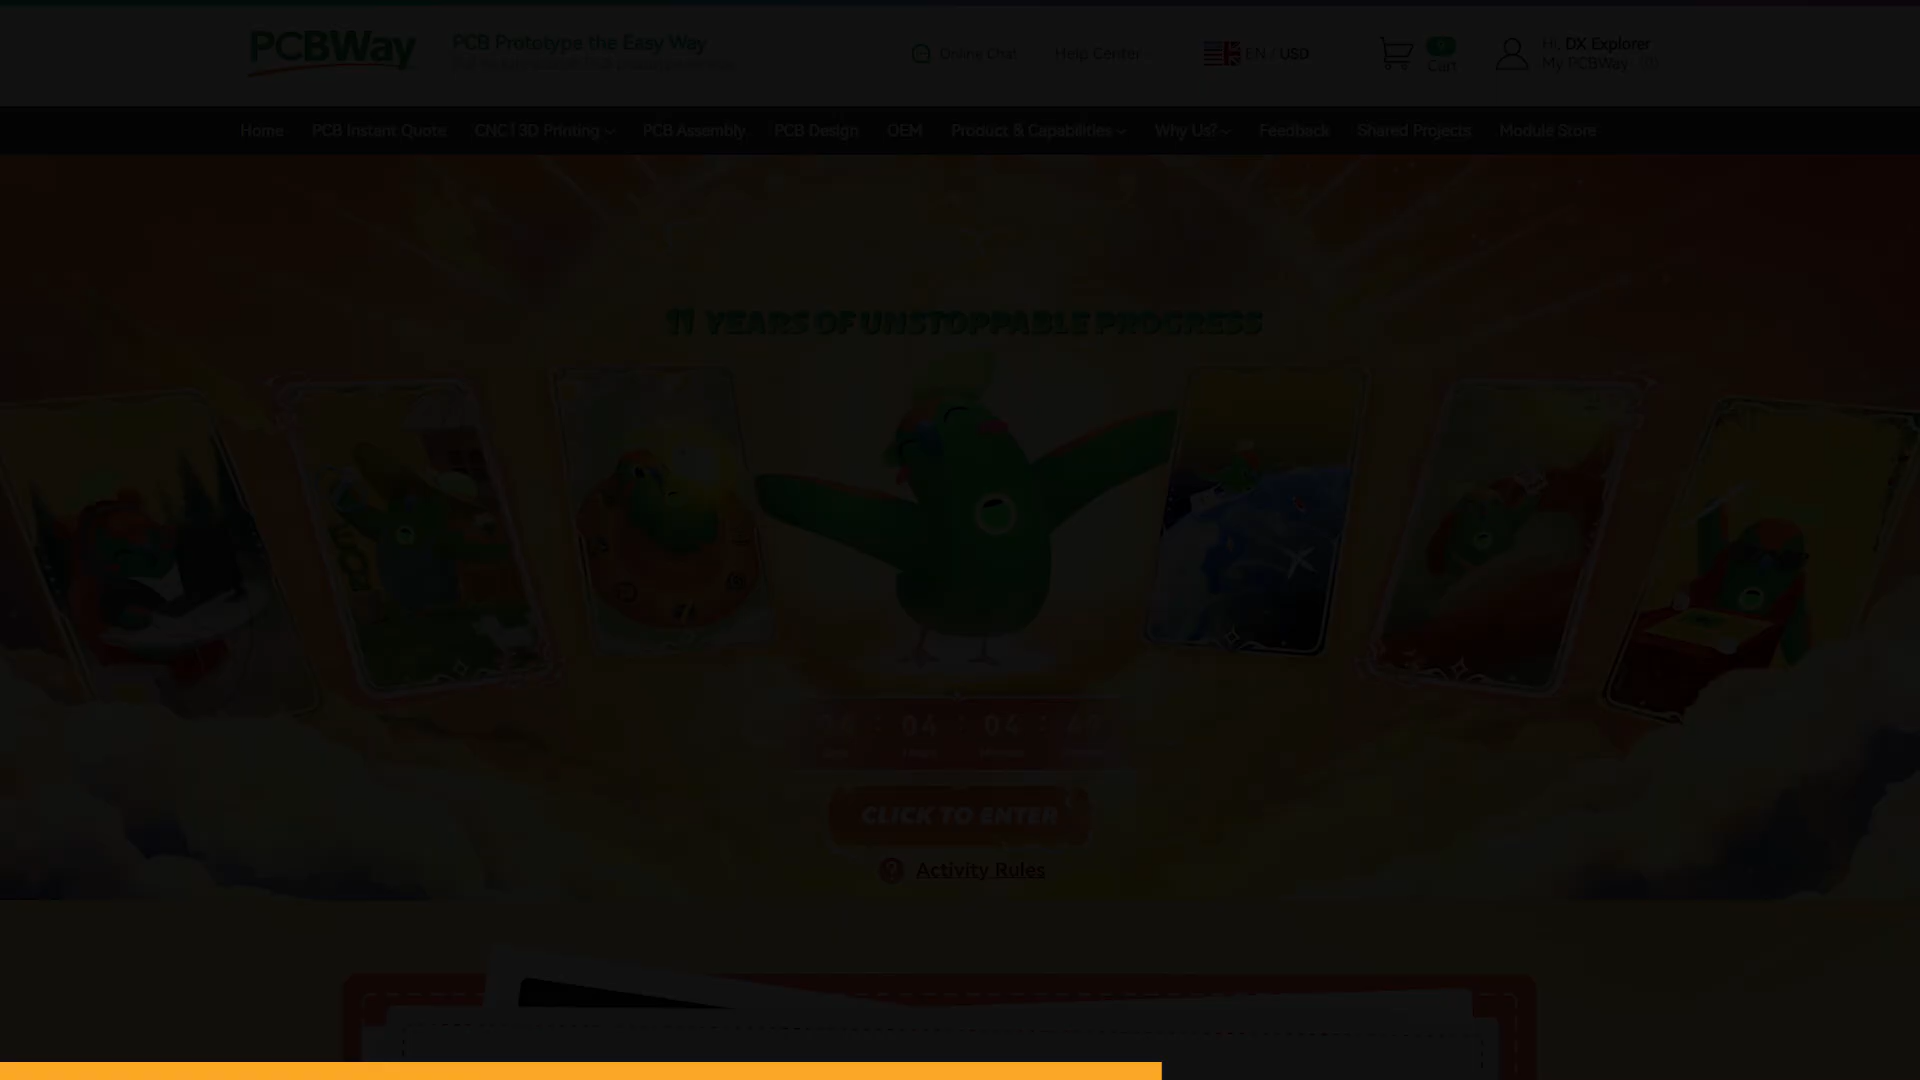 PCBWay
PCB Prototype the Easy Way
Online Chat
Help Center
EN / USD
0
Cart
Hi, DX Explorer
My PCBWay
Home
PCB Instant Quote
CNC | 3D Printing
PCB Assembly
PCB Design
OEM
Product & Capabilities
Why Us?
Feedback
Shared Projects
Module Store
11 YEARS OF UNSTOPPABLE PROGRESS
04 : 04
CLICK TO ENTER
Activity Rules